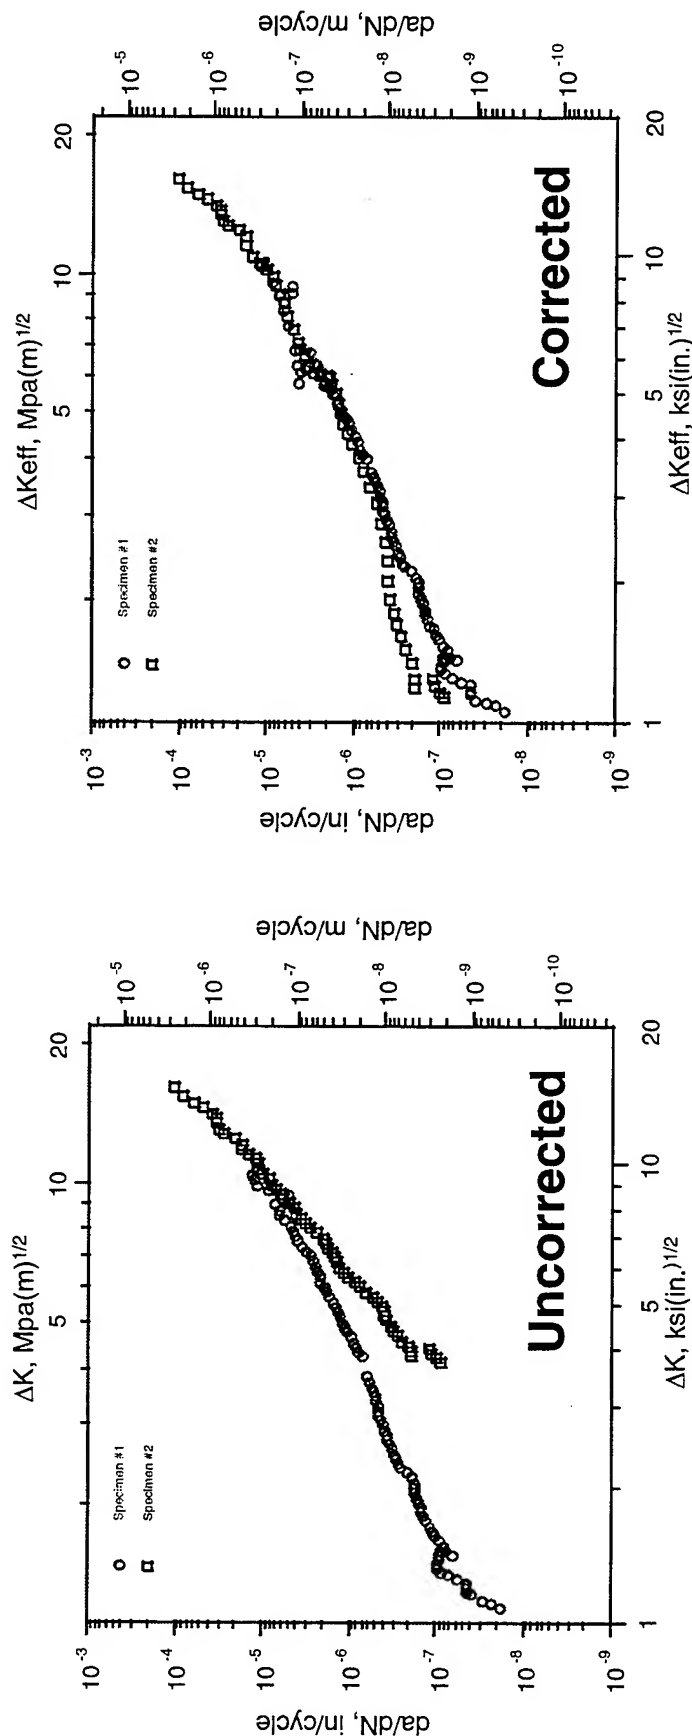 ΔK, Mpa(m)1/2
5
10
20
10-3
10-4
10-5
10-6
10-7
10-8
10-9
da/dN, in/cycle
10-5
10-6
10-7
10-8
10-9
10-10
da/dN, m/cycle
Specimen #1
Specimen #2
Uncorrected
1
5
10
20
ΔK, ksi(in.)1/2
ΔKeff, Mpa(m)1/2
5
10
20
10-3
10-4
10-5
10-6
10-7
10-8
10-9
da/dN, in/cycle
10-5
10-6
10-7
10-8
10-9
10-10
da/dN, m/cycle
Specimen #1
Specimen #2
Corrected
1
5
10
20
ΔKeff, ksi(in.)1/2